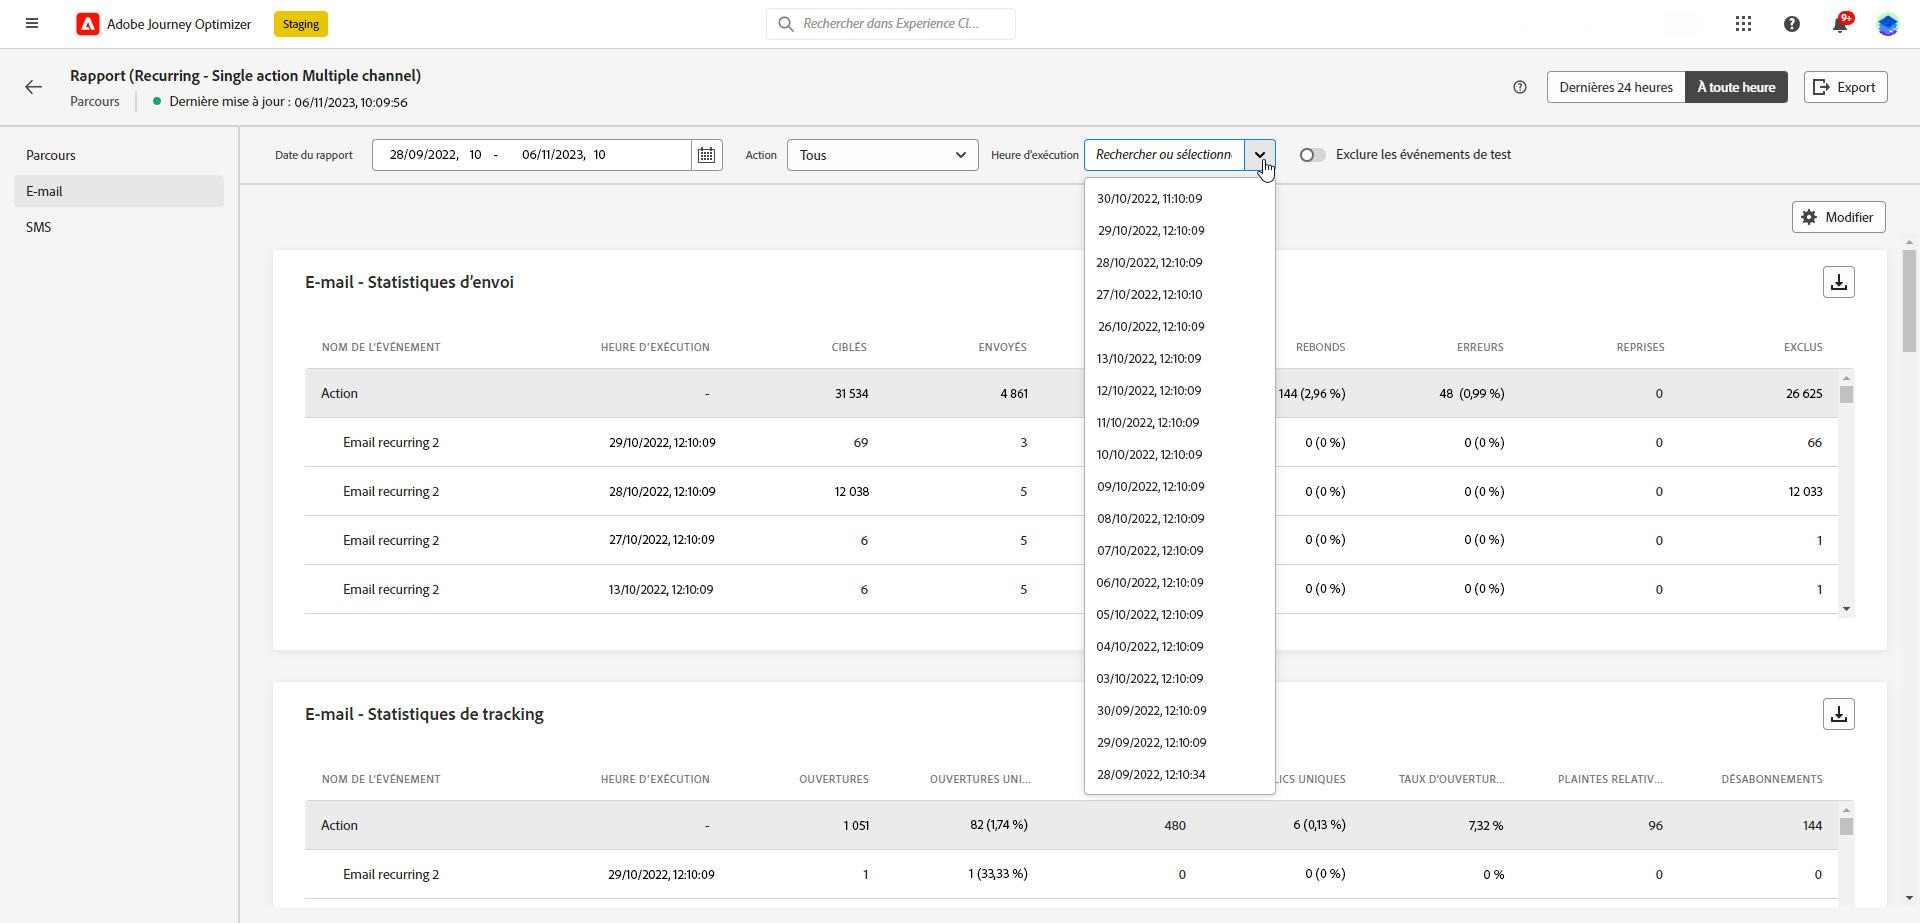 Adobe Journey Optimizer
Staging
Rechercher dans Experience Cl...
9+
Rapport (Recurring - Single action Multiple channel)
Parcours
Dernière mise à jour : 06/11/2023, 10:09:56
Dernières 24 heures
À toute heure
Export
Parcours
E-mail
SMS
Date du rapport
28/09/2022, 10 - 06/11/2023, 10
Action
Tous
Heure d'exécution
Rechercher ou sélectionn
Exclure les événements de test
30/10/2022, 11:10:09
29/10/2022, 12:10:09
28/10/2022, 12:10:09
27/10/2022, 12:10:10
26/10/2022, 12:10:09
13/10/2022, 12:10:09
12/10/2022, 12:10:09
11/10/2022, 12:10:09
10/10/2022, 12:10:09
09/10/2022, 12:10:09
08/10/2022, 12:10:09
07/10/2022, 12:10:09
06/10/2022, 12:10:09
05/10/2022, 12:10:09
04/10/2022, 12:10:09
03/10/2022, 12:10:09
30/09/2022, 12:10:09
29/09/2022, 12:10:09
28/09/2022, 12:10:34
Modifier
E-mail - Statistiques d'envoi
NOM DE L'ÉVÉNEMENT HEURE D'EXÉCUTION CIBLÉS ENVOYÉS REBONDS ERREURS REPRISES EXCLUS
Action - 31 534 4 861 144 (2,96 %) 48 (0,99 %) 0 26 625
Email recurring 2 29/10/2022, 12:10:09 69 3 0 (0 %) 0 (0 %) 0 66
Email recurring 2 28/10/2022, 12:10:09 12 038 5 0 (0 %) 0 (0 %) 0 12 033
Email recurring 2 27/10/2022, 12:10:09 6 5 0 (0 %) 0 (0 %) 0 1
Email recurring 2 13/10/2022, 12:10:09 6 5 0 (0 %) 0 (0 %) 0 1
E-mail - Statistiques de tracking
NOM DE L'ÉVÉNEMENT HEURE D'EXÉCUTION OUVERTURES OUVERTURES UNI... LICS UNIQUES TAUX D'OUVERTUR... PLAINTES RELATIV... DÉSABONNEMENTS
Action - 1 051 82 (1,74 %) 480 6 (0,13 %) 7,32 % 96 144
Email recurring 2 29/10/2022, 12:10:09 1 1 (33,33 %) 0 0 (0 %) 0 % 0 0